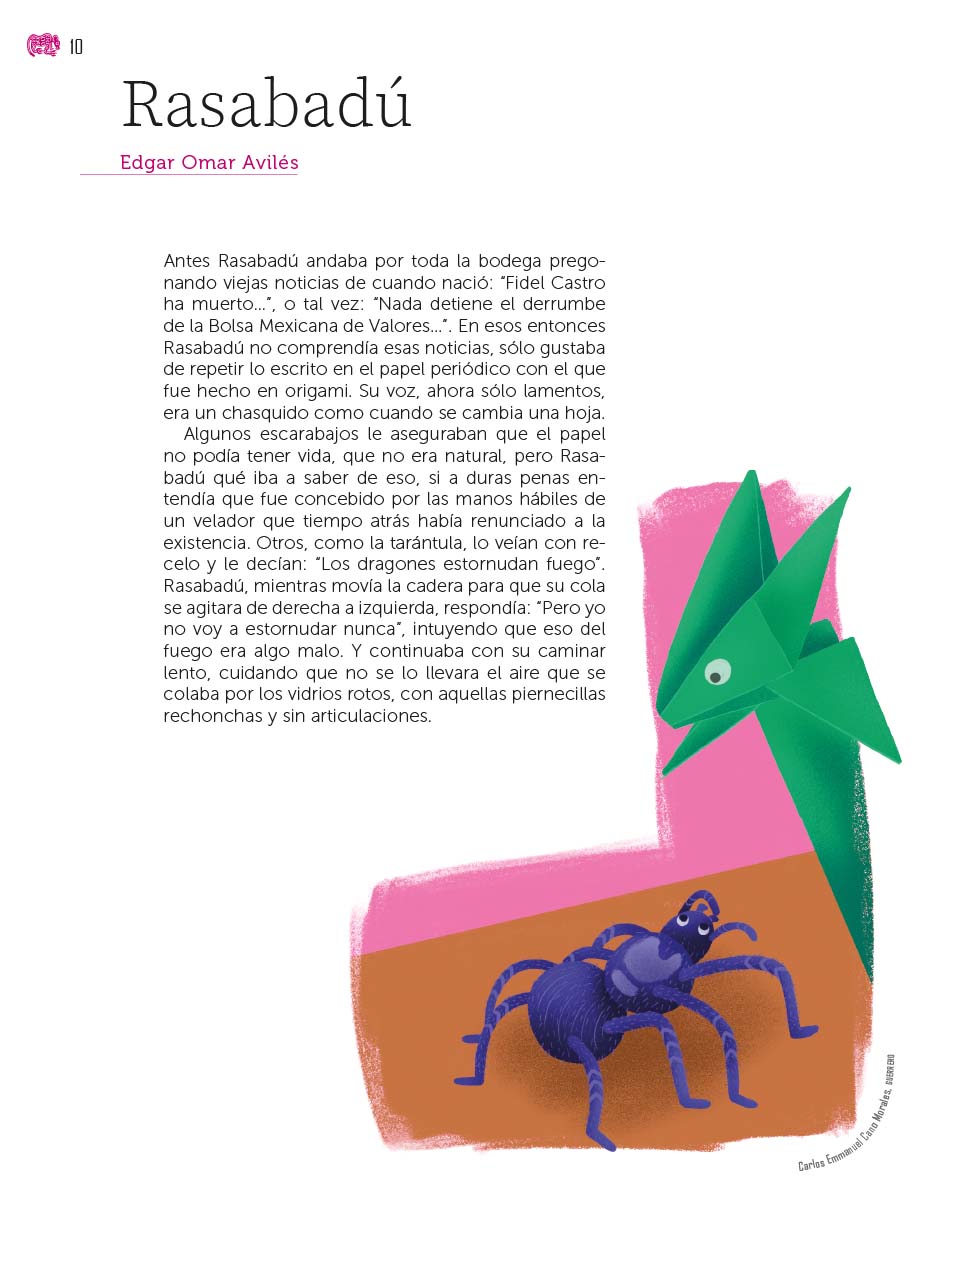 10
Rasabadú
Edgar Omar Avilés
Antes Rasabadú andaba por toda la bodega prego-
nando viejas noticias de cuando nació: “Fidel Castro
ha muerto...”, o tal vez: “Nada detiene el derrumbe
de la Bolsa Mexicana de Valores...”. En esos entonces
Rasabadú no comprendía esas noticias, sólo gustaba
de repetir lo escrito en el papel periódico con el que
fue hecho en origami. Su voz, ahora sólo lamentos,
era un chasquido como cuando se cambia una hoja.
Algunos escarabajos le aseguraban que el papel
no podía tener vida, que no era natural, pero Rasa-
badú qué iba a saber de eso, si a duras penas en-
tendía que fue concebido por las manos hábiles de
un velador que tiempo atrás había renunciado a la
existencia. Otros, como la tarántula, lo veían con re-
celo y le decían: “Los dragones estornudan fuego”.
Rasabadú, mientras movía la cadera para que su cola
se agitara de derecha a izquierda, respondía: “Pero yo
no voy a estornudar nunca”, intuyendo que eso del
fuego era algo malo. Y continuaba con su caminar
lento, cuidando que no se lo llevara el aire que se
colaba por los vidrios rotos, con aquellas piernecillas
rechonchas y sin articulaciones.
Carlos Emmanuel Cano Morales, GUERRERO